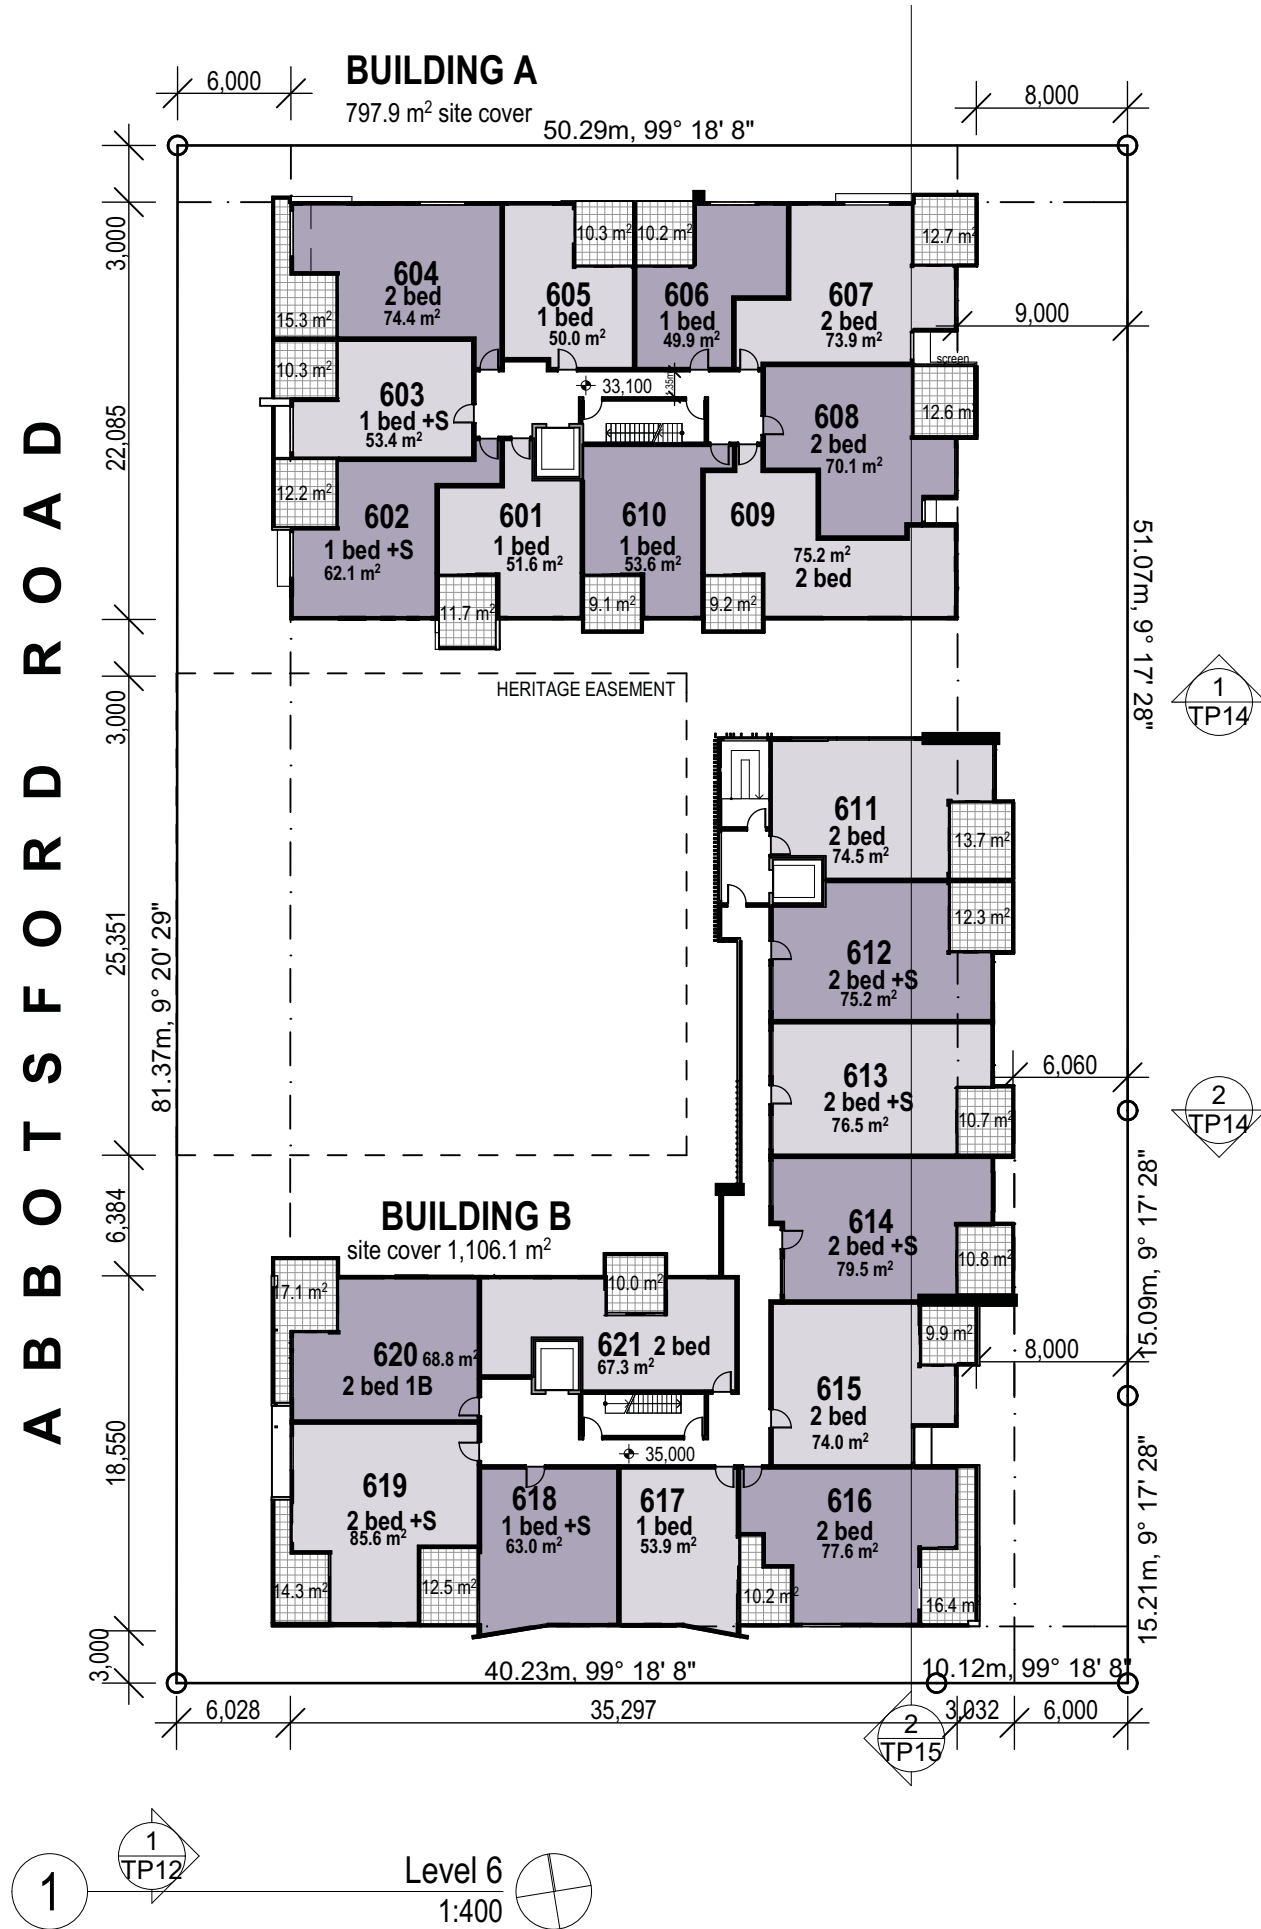 BUILDING A
797.9 m² site cover
6,000
8,000
50.29m, 99° 18' 8"
3,000
10.3 m²
10.2 m²
12.7 m²
604
2 bed
74.4 m²
605
1 bed
50.0 m²
606
1 bed
49.9 m²
607
2 bed
73.9 m²
15.3 m²
9,000
screen
10.3 m²
603
1 bed +S
53.4 m²
33,100
608
2 bed
70.1 m²
12.6 m²
22,085
12.2 m²
602
1 bed +S
62.1 m²
601
1 bed
51.6 m²
610
1 bed
53.6 m²
609
75.2 m²
2 bed
11.7 m²
9.1 m²
9.2 m²
51.07m, 9° 17' 28"
ABBOTSFORD ROAD
3,000
HERITAGE EASEMENT
1
TP14
611
2 bed
74.5 m²
13.7 m²
25,351
81.37m, 9° 20' 29"
612
2 bed +S
75.2 m²
12.3 m²
613
2 bed +S
76.5 m²
10.7 m²
6,060
2
TP14
6,384
BUILDING B
site cover 1,106.1 m²
614
2 bed +S
79.5 m²
10.8 m²
15.09m, 9° 17' 28"
17.1 m²
10.0 m²
620 68.8 m²
2 bed 1B
621 2 bed
67.3 m²
9.9 m²
8,000
615
2 bed
74.0 m²
18,550
35,000
619
2 bed +S
85.6 m²
618
1 bed +S
63.0 m²
617
1 bed
53.9 m²
616
2 bed
77.6 m²
14.3 m²
12.5 m²
10.2 m²
16.4 m
15.21m, 9° 17' 28"
3,000
40.23m, 99° 18' 8"
10.12m, 99° 18' 8"
6,028
35,297
3,032
6,000
2
TP15
1
TP12
1
Level 6
1:400